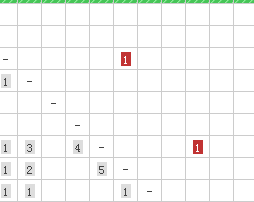 – 1
1 –
–
–
1 3 4 – 1
1 2 5 –
1 1 1 –